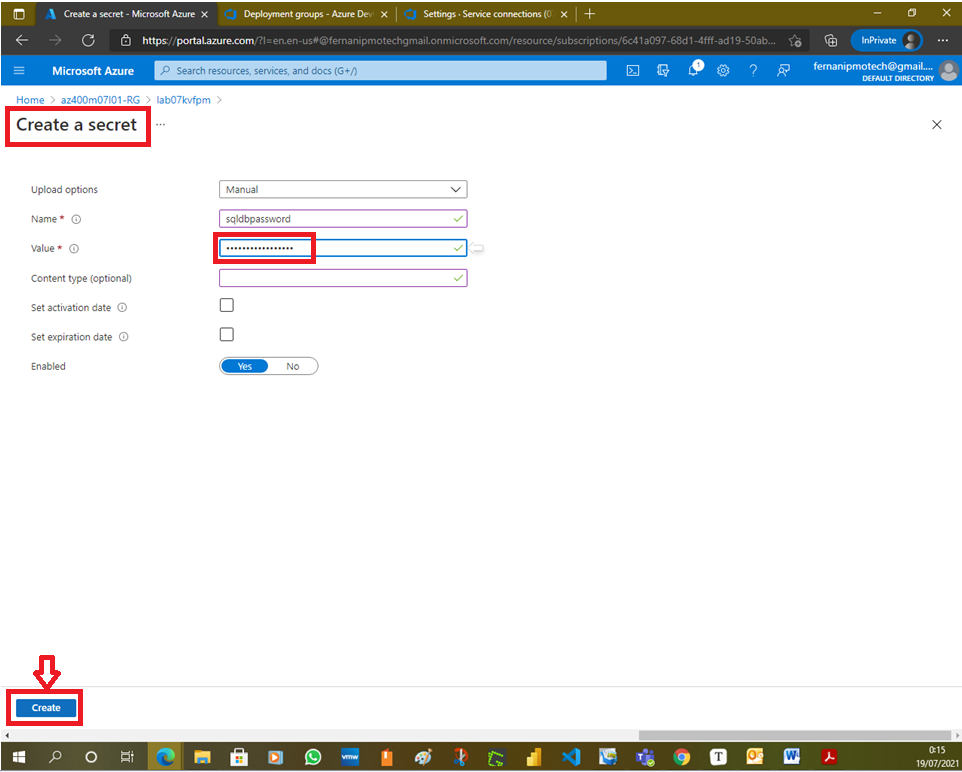 Create a secret - Microsoft Azure
Deployment groups - Azure Dev
Settings · Service connections (0
https://portal.azure.com/?l=en.en-us#@fernanipmotechgmail.onmicrosoft.com/resource/subscriptions/6c41a097-68d1-4fff-ad19-50ab...
InPrivate
Microsoft Azure
Search resources, services, and docs (G+/)
1
fernanipmotech@gmail....
DEFAULT DIRECTORY
Home > az400m07l01-RG > lab07kvfpm >
Create a secret ...
Upload options
Manual
Name *
sqldbpassword
Value *
••••••••••••••••••
Content type (optional)
Set activation date
Set expiration date
Enabled
Yes No
Create
vmw
T
0:15
19/07/2021